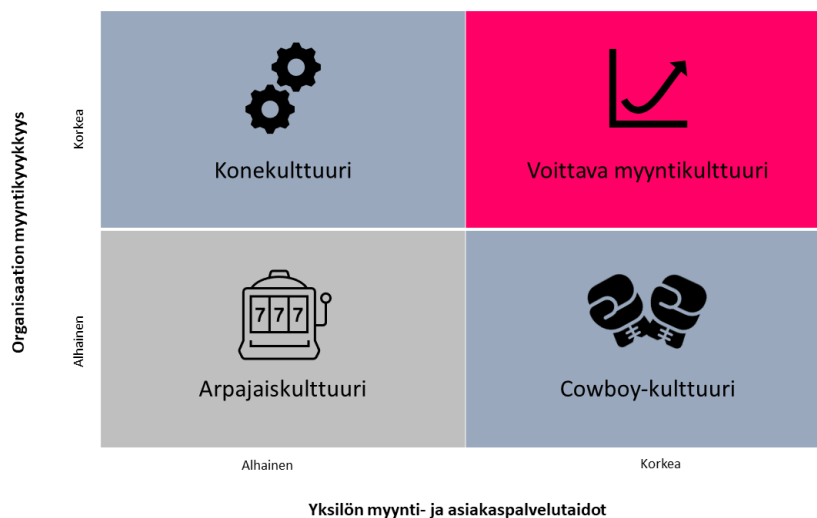 Organisaation myyntikyvykkyys
Korkea
Konekulttuuri
Voittava myyntikulttuuri
Alhainen
777
Arpajaiskulttuuri
Cowboy-kulttuuri
Alhainen
Korkea
Yksilön myynti- ja asiakaspalvelutaidot